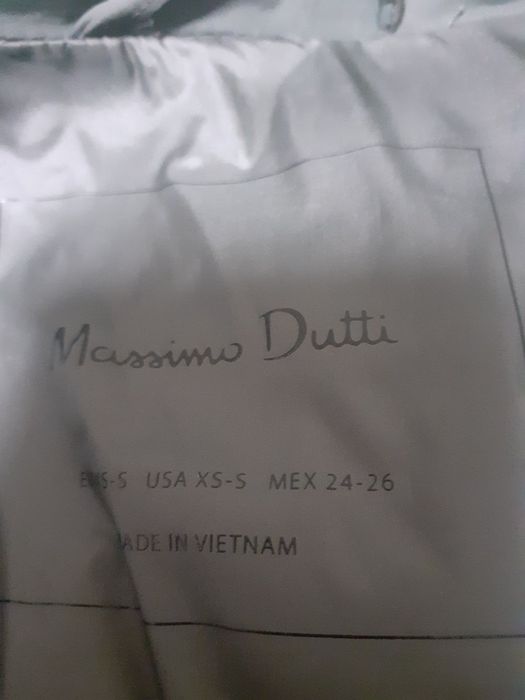 Massimo Dutti
USA XS-S MEX 24-26
MADE IN VIETNAM